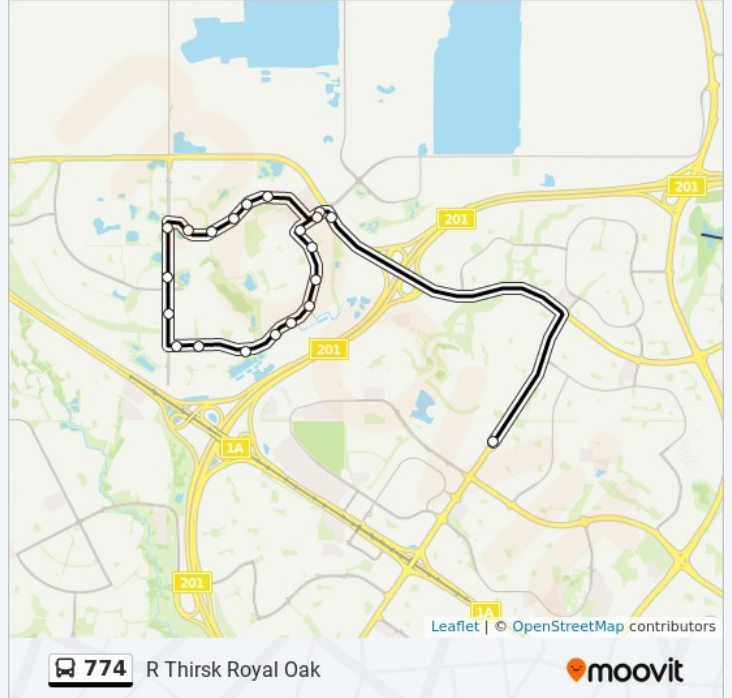 201
201
201
1A
201
1A
Leaflet | © OpenStreetMap contributors
774 R Thirsk Royal Oak
moovit